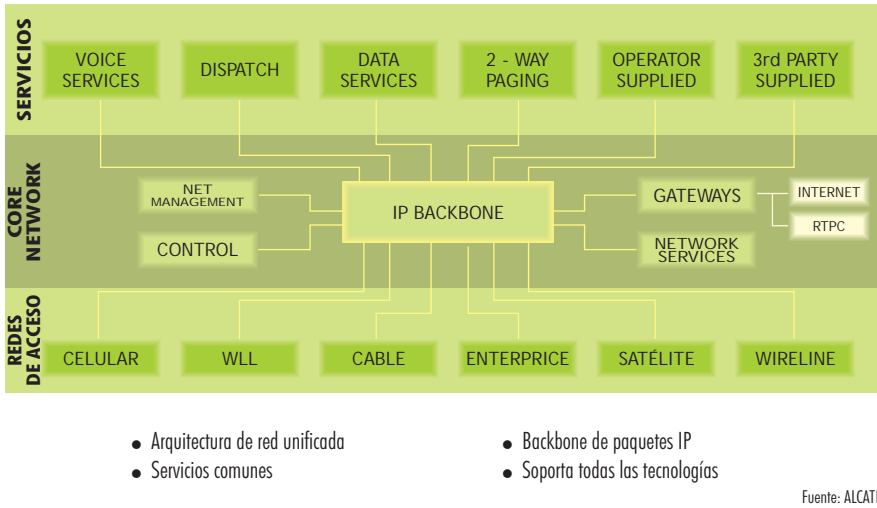 SERVICIOS
VOICE
SERVICES
DISPATCH
DATA
SERVICES
2 - WAY
PAGING
OPERATOR
SUPPLIED
3rd PARTY
SUPPLIED
CORE
NETWORK
NET
MANAGEMENT
CONTROL
IP BACKBONE
GATEWAYS
NETWORK
SERVICES
INTERNET
RTPC
REDES
DE ACCESO
CELULAR
WLL
CABLE
ENTERPRICE
SATÉLITE
WIRELINE
● Arquitectura de red unificada
● Servicios comunes
● Backbone de paquetes IP
● Soporta todas las tecnologías
Fuente: